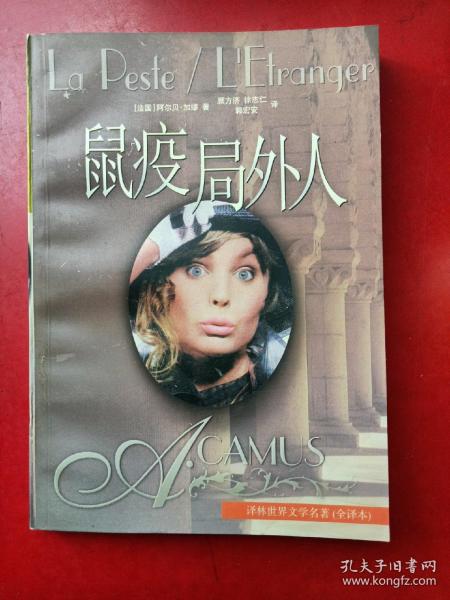 La Peste / L'Etranger
[法国]阿尔贝·加缪 著 顾方济 徐志仁 郭宏安 译
鼠疫 局外人
A.CAMUS
译林世界文学名著(全译本)
孔夫子旧书网
www.kongfz.com